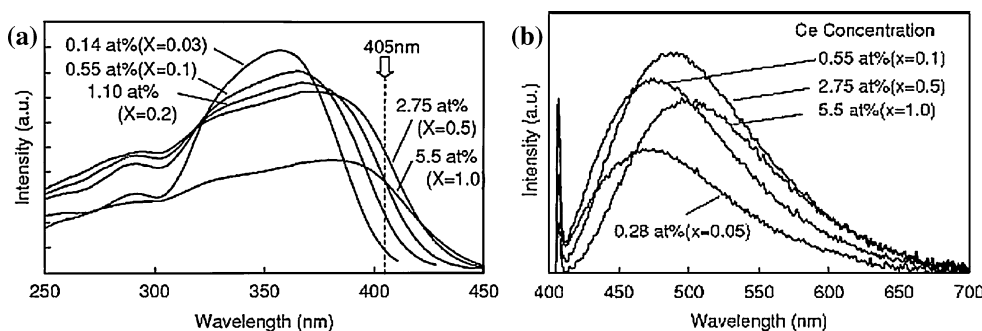 (a)
0.14 at%(X=0.03)
0.55 at%(X=0.1)
1.10 at%
(X=0.2)
405nm
2.75 at%
(X=0.5)
5.5 at%
(X=1.0)
Intensity (a.u.)
250 300 350 400 450
Wavelength (nm)
(b)
Ce Concentration
0.55 at%(x=0.1)
2.75 at%(x=0.5)
5.5 at%(x=1.0)
0.28 at%(x=0.05)
Intensity (a.u.)
400 450 500 550 600 650 700
Wavelength (nm)